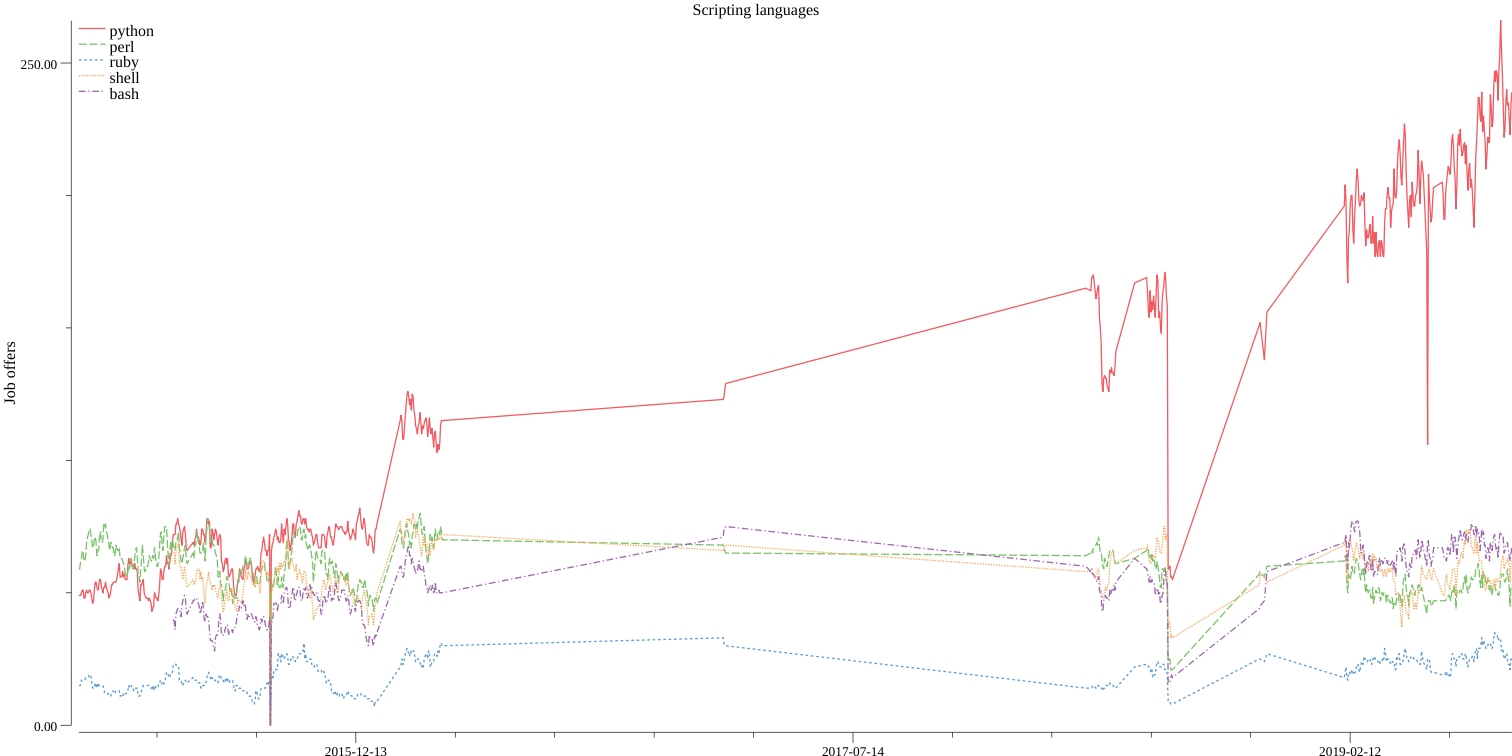 Scripting languages
python
perl
ruby
shell
bash
250.00
Job offers
0.00
2015-12-13
2017-07-14
2019-02-12